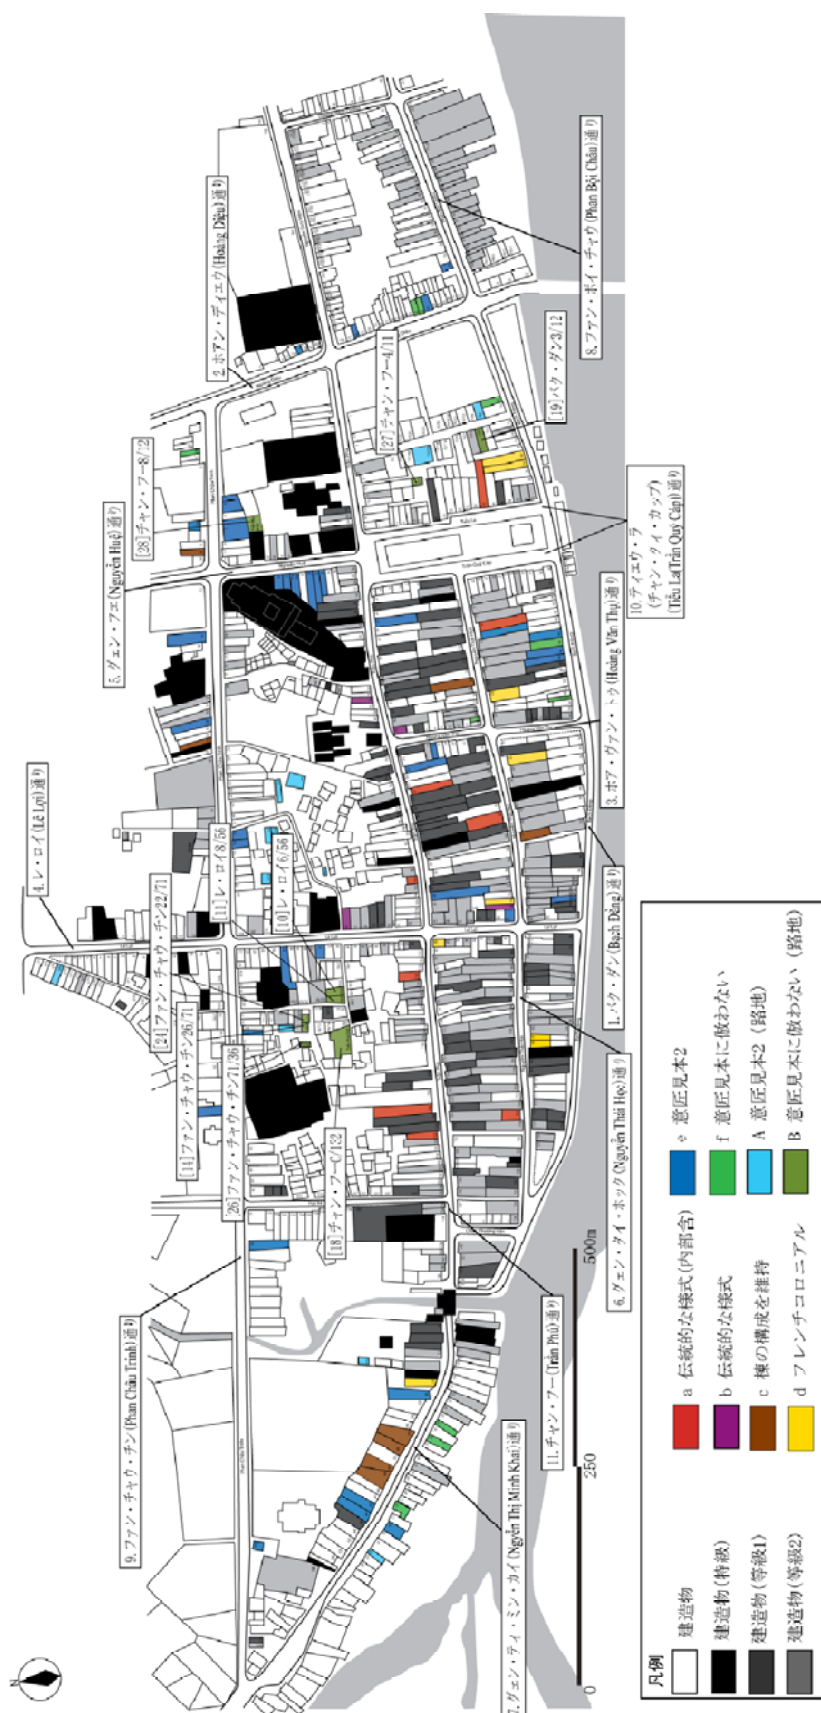 N
2. ホアン・ディエウ(Hoàng Diệu)通り
8. ファン・ボイ・チャウ(Phan Bội Châu)通り
[27]チャン・フー4/11
[19]バク・ダン3/12
[28]チャン・フー8/12
5. グェン・フエ(Nguyễn Huệ)通り
10. ティエウ・ラ
(チャン・クイ・カップ)
(Tiểu La(Trần Quý Cáp))通り
3. ホア・ヴァン・トゥ(Hoàng Văn Thụ)通り
4. レ・ロイ(Lê Lợi)通り
[11]レ・ロイ8/56
[10]レ・ロイ6/56
[24]ファン・チャウ・チン22/71
[14]ファン・チャウ・チン26/71
[26]ファン・チャウ・チン71/36
[18]チャン・フーC/132
1. バク・ダン(Bạch Đằng)通り
6. グェン・タイ・ホック(Nguyễn Thái Học)通り
9. ファン・チャウ・チン(Phan Châu Trinh)通り
11. チャン・フー(Trần Phú)通り
7. グェン・ティ・ミン・カイ(Nguyễn Thị Minh Khai)通り
0
250
500m
凡例
建造物
建造物(特級)
建造物(等級1)
建造物(等級2)
a 伝統的な様式(内部含)
b 伝統的な様式
c 棟の構成を維持
d フレンチコロニアル
e 意匠見本2
f 意匠見本に倣わない
A 意匠見本2(路地)
B 意匠見本に倣わない(路地)